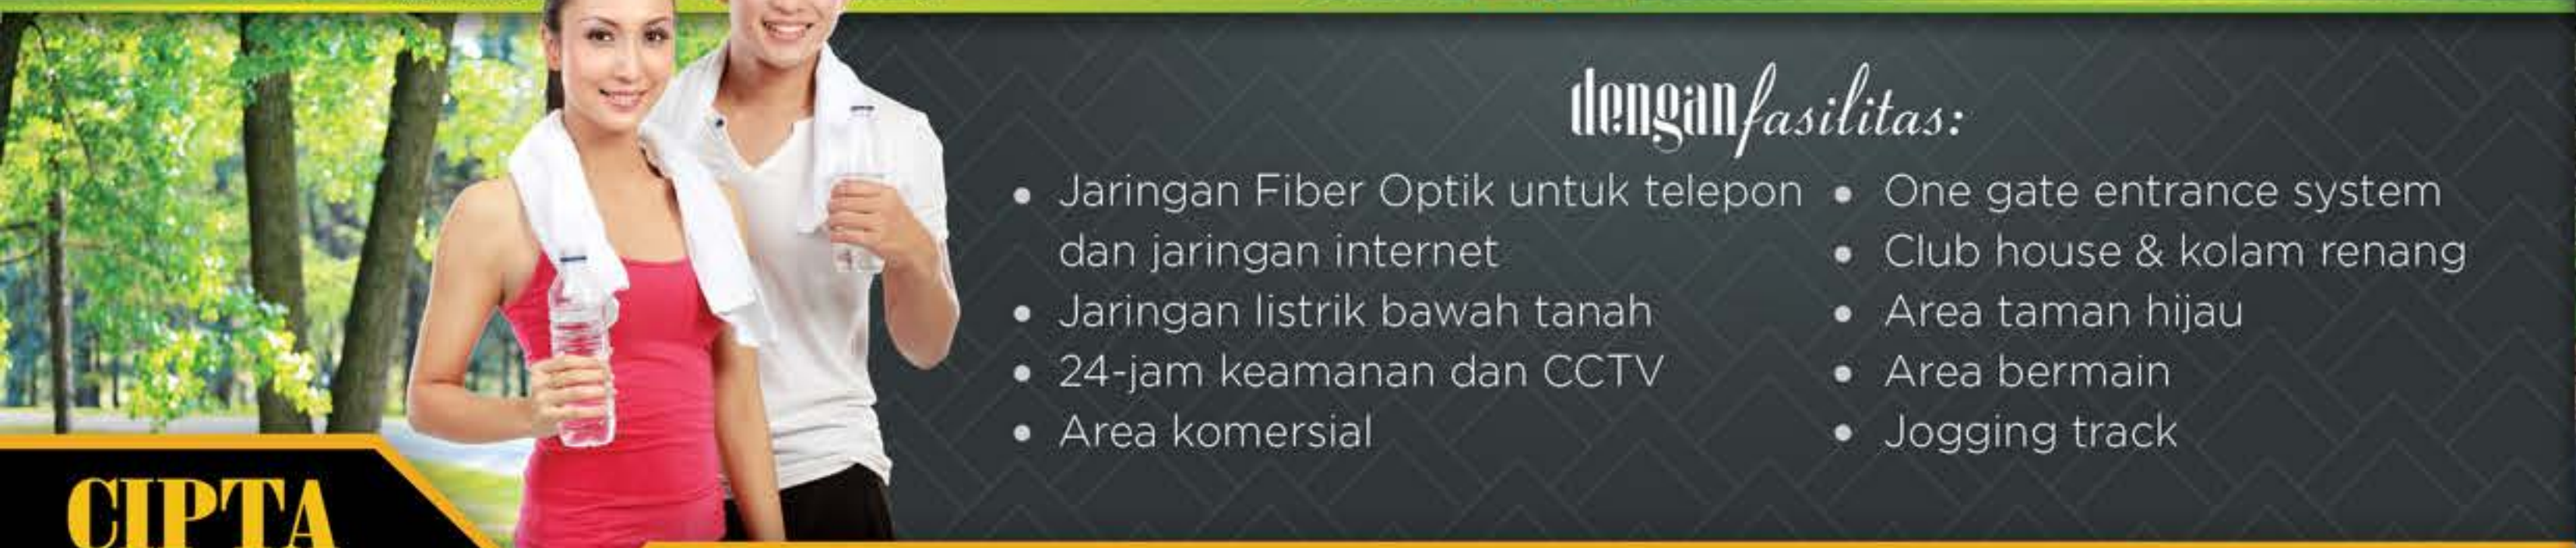 dengan fasilitas:
Jaringan Fiber Optik untuk telepon
dan jaringan internet
Jaringan listrik bawah tanah
24-jam keamanan dan CCTV
Area komersial
One gate entrance system
Club house & kolam renang
Area taman hijau
Area bermain
Jogging track
CIPTA